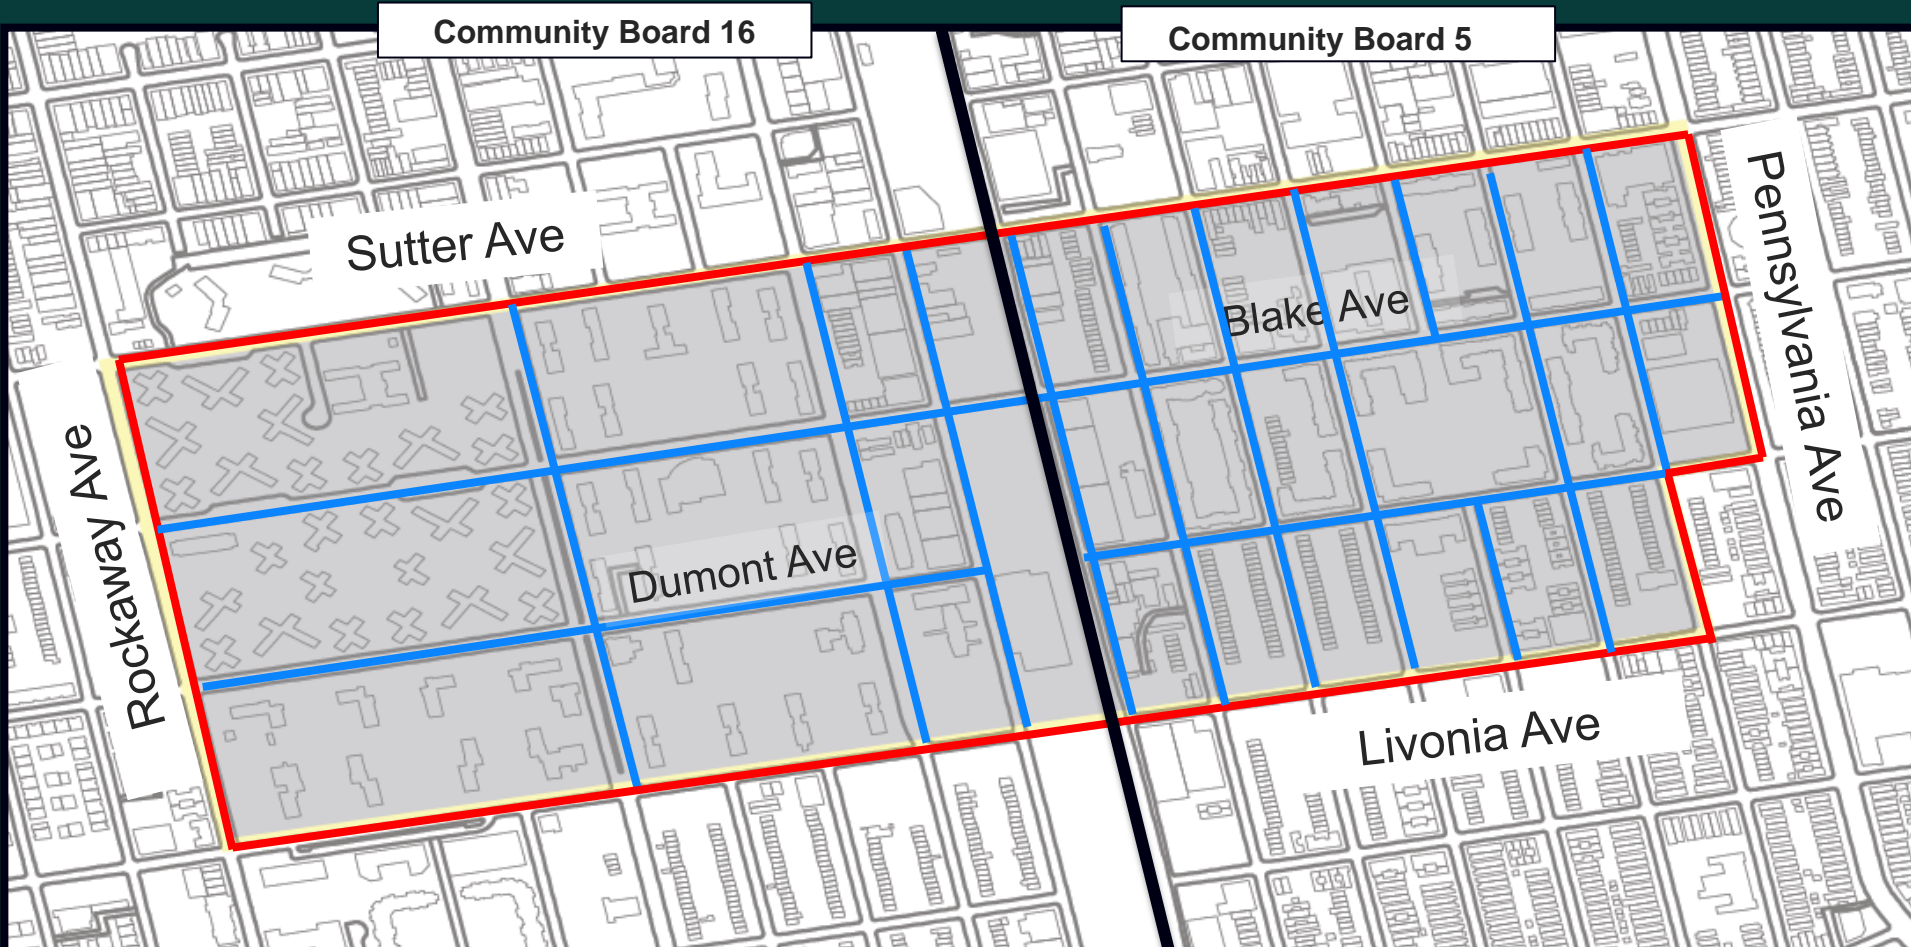 Community Board 16
Community Board 5
Sutter Ave
Blake Ave
Pennsylvania Ave
Rockaway Ave
Dumont Ave
Livonia Ave